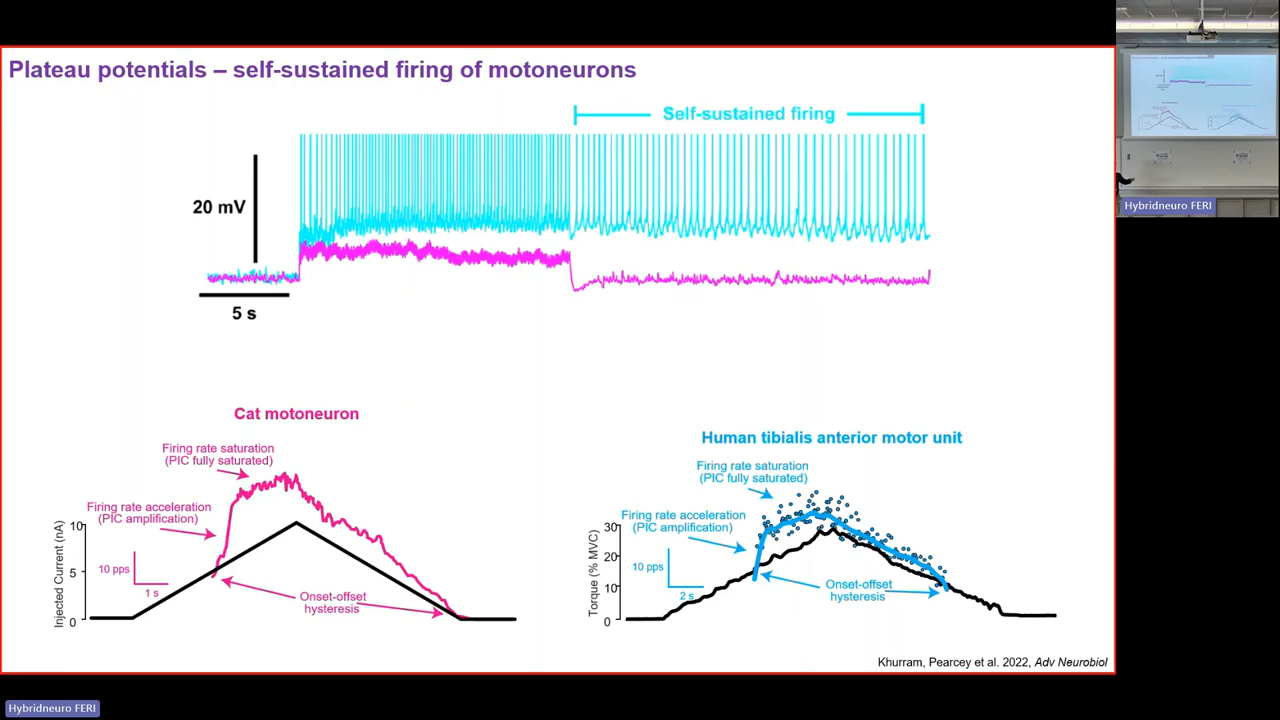 Plateau potentials – self-sustained firing of motoneurons
Self-sustained firing
20 mV
5 s
Cat motoneuron
Firing rate saturation
(PIC fully saturated)
Firing rate acceleration
(PIC amplification)
Injected Current (nA)
10
5
0
10 pps
1 s
Onset-offset
hysteresis
Human tibialis anterior motor unit
Firing rate saturation
(PIC fully saturated)
Firing rate acceleration
(PIC amplification)
Torque (% MVC)
30
20
10
0
10 pps
2 s
Onset-offset
hysteresis
Khurram, Pearcey et al. 2022, Adv Neurobiol
Hybridneuro FERI
Hybridneuro FERI